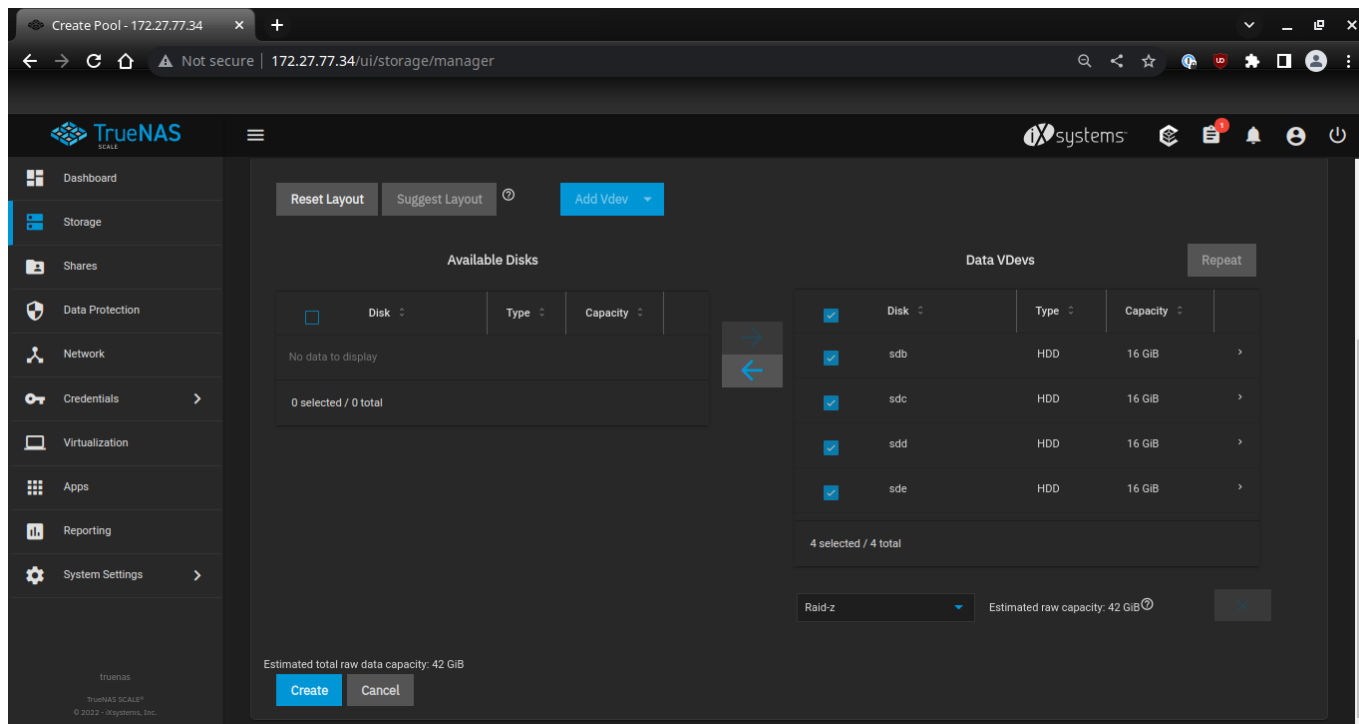 Create Pool - 172.27.77.34
Not secure | 172.27.77.34/ui/storage/manager
TrueNAS
SCALE
iXsystems
1
Dashboard
Storage
Shares
Data Protection
Network
Credentials
Virtualization
Apps
Reporting
System Settings
truenas
TrueNAS SCALE®
© 2022 - iXsystems, Inc.
Reset Layout
Suggest Layout
Add Vdev
Available Disks
Disk Type Capacity
No data to display
0 selected / 0 total
Data VDevs
Repeat
Disk Type Capacity
sdb HDD 16 GiB
sdc HDD 16 GiB
sdd HDD 16 GiB
sde HDD 16 GiB
4 selected / 4 total
Raid-z
Estimated raw capacity: 42 GiB
Estimated total raw data capacity: 42 GiB
Create
Cancel